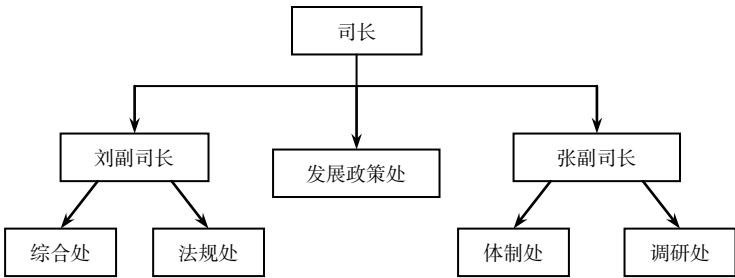 司长
刘副司长
发展政策处
张副司长
综合处
法规处
体制处
调研处